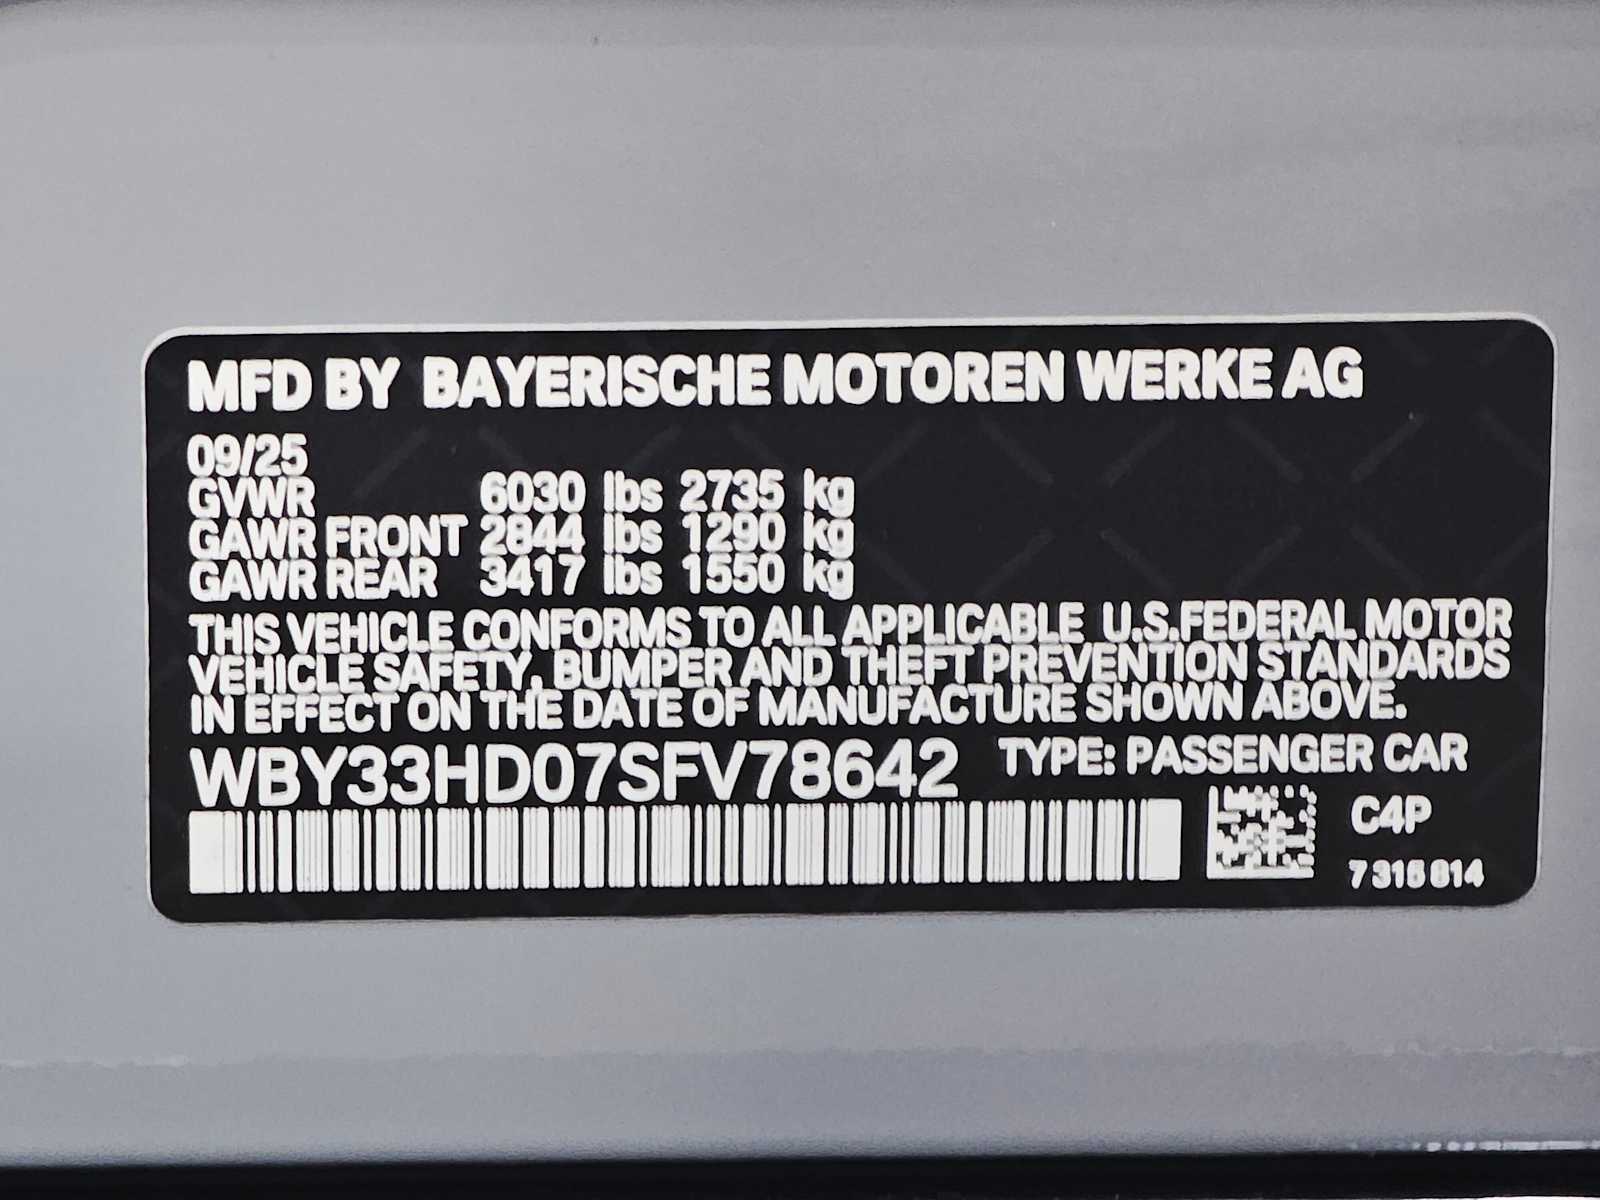 MFD BY BAYERISCHE MOTOREN WERKE AG
09/25
GVWR 6030 lbs 2735 kg
GAWR FRONT 2844 lbs 1290 kg
GAWR REAR 3417 lbs 1550 kg
THIS VEHICLE CONFORMS TO ALL APPLICABLE U.S.FEDERAL MOTOR
VEHICLE SAFETY, BUMPER AND THEFT PREVENTION STANDARDS
IN EFFECT ON THE DATE OF MANUFACTURE SHOWN ABOVE.
WBY33HD07SFV78642 TYPE: PASSENGER CAR
C4P
7 315 814